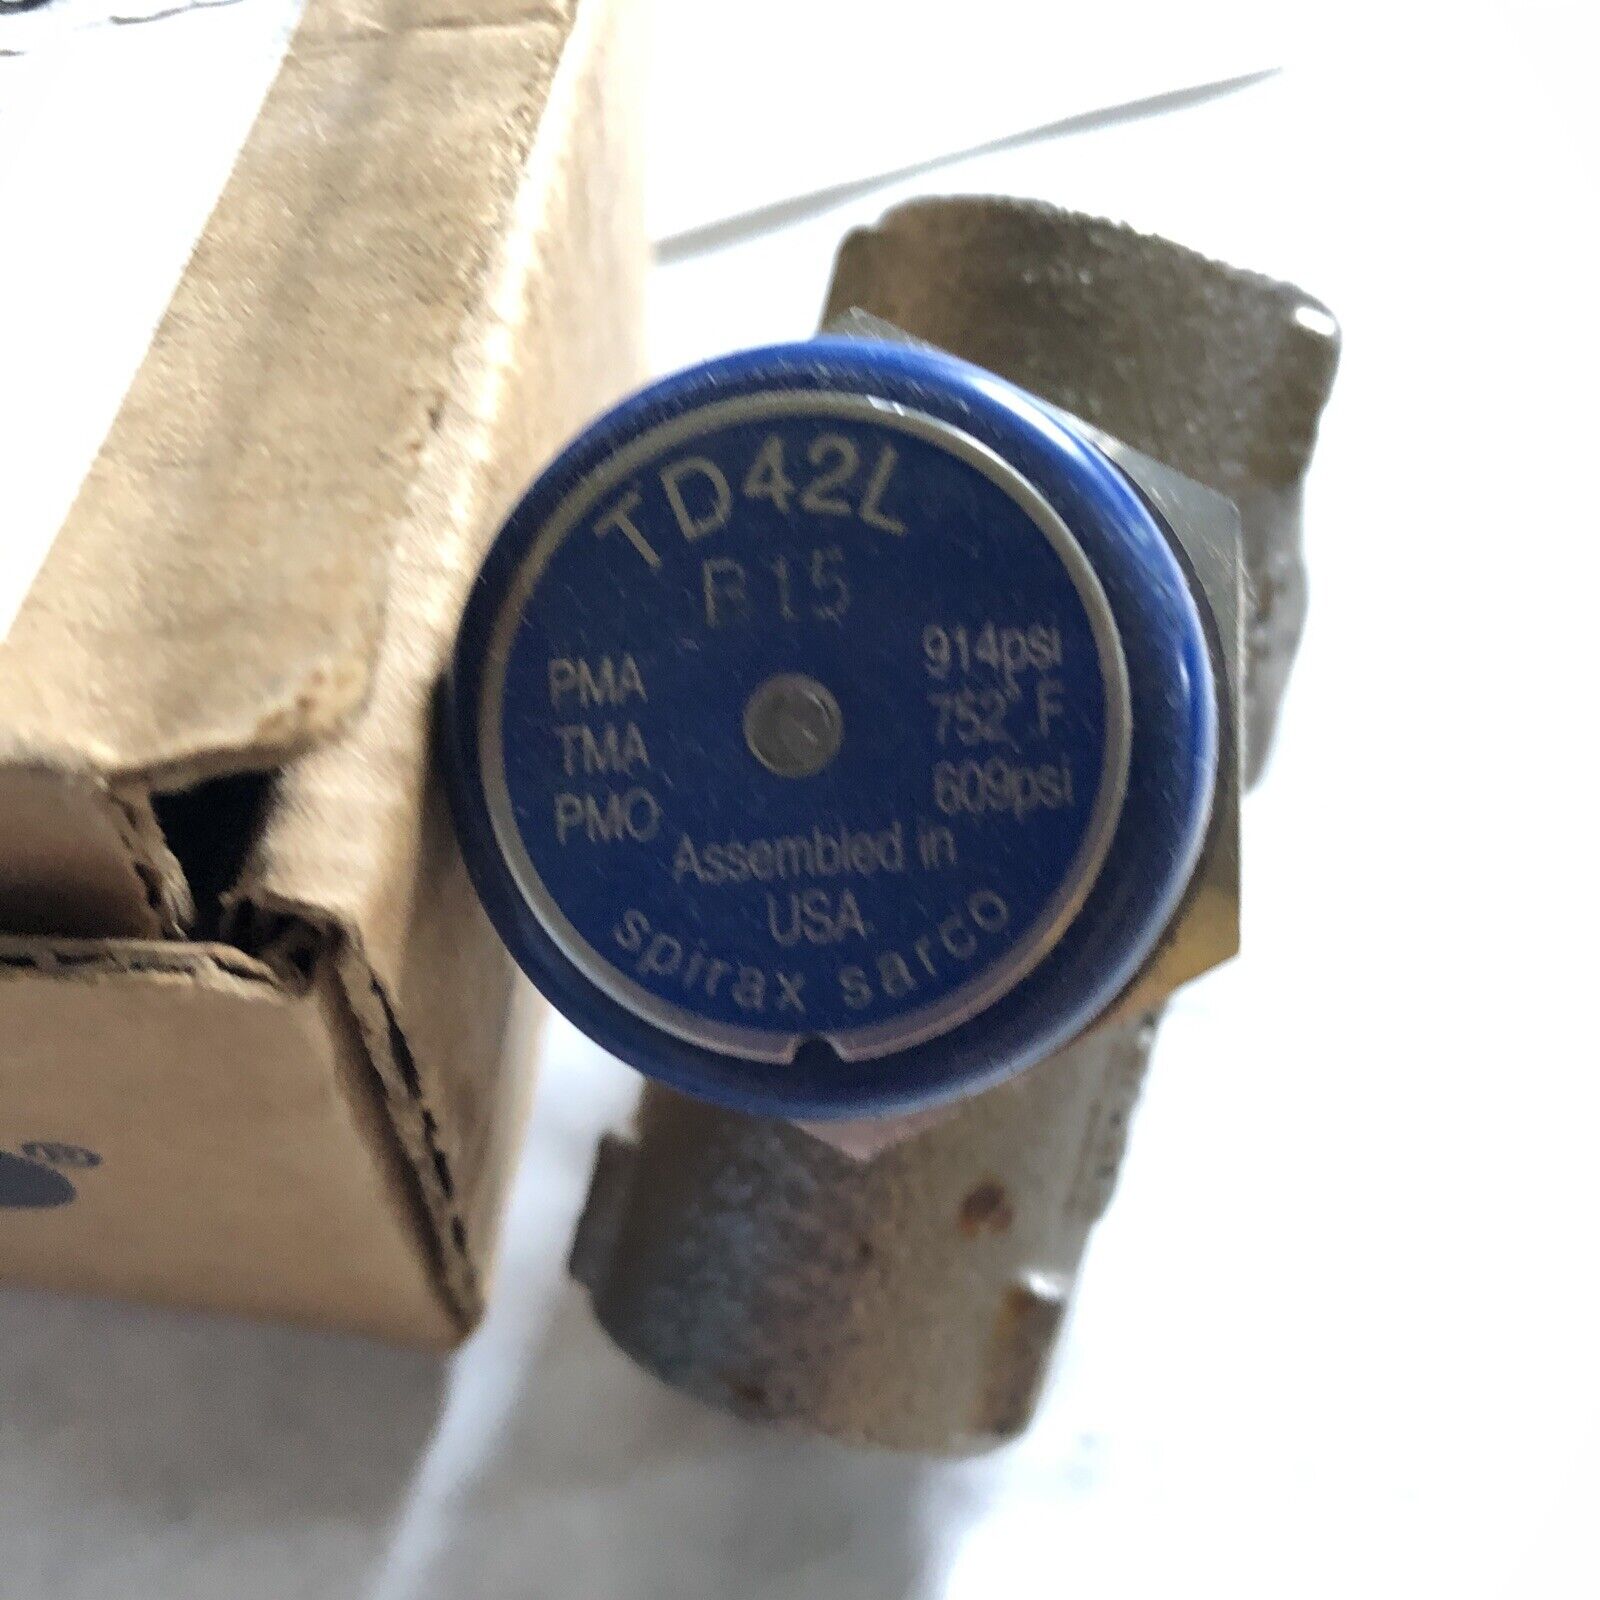 TD42L
B15
PMA 914psi
TMA 752°F
PMO 609psi
Assembled in
USA
spirax sarco
®